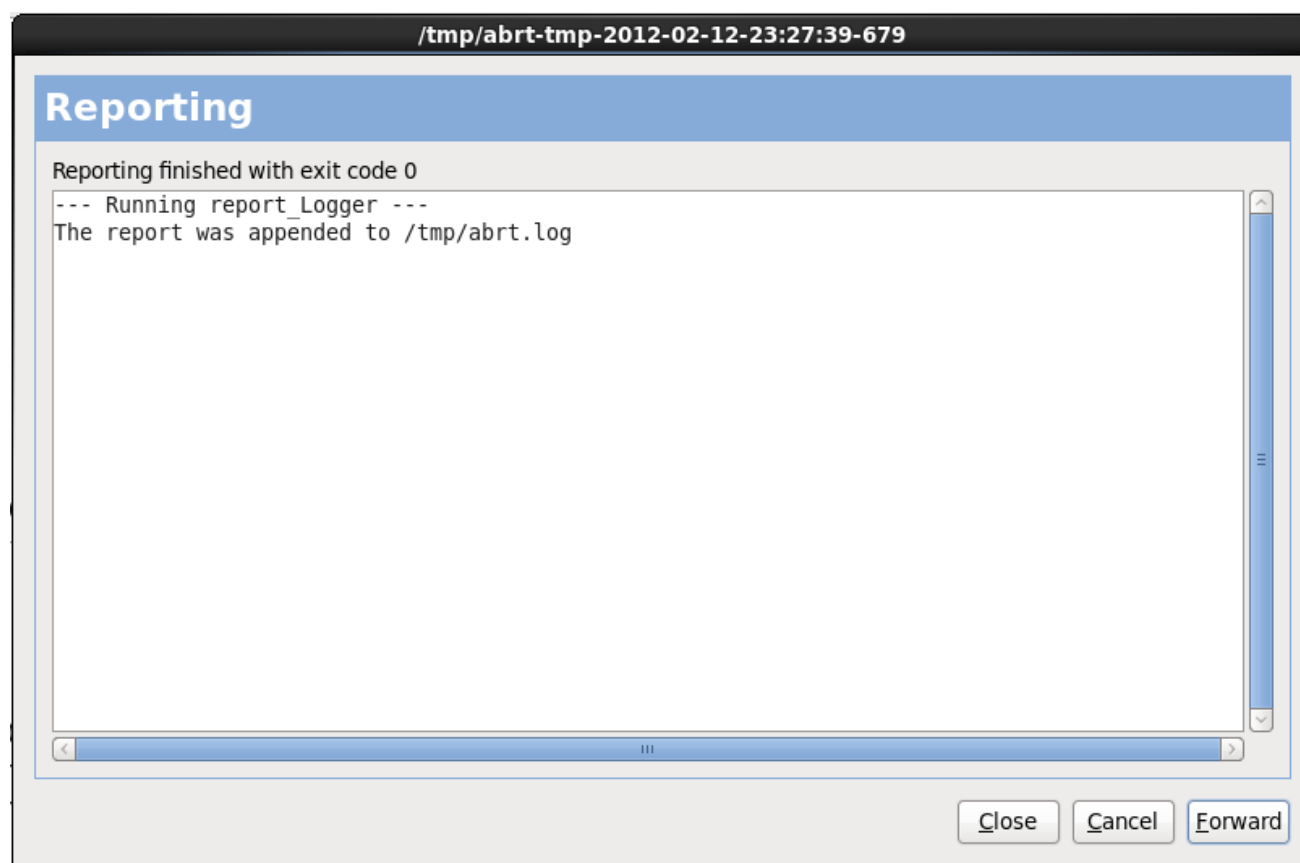 /tmp/abrt-tmp-2012-02-12-23:27:39-679
Reporting
Reporting finished with exit code 0
--- Running report_Logger ---
The report was appended to /tmp/abrt.log
Close Cancel Forward